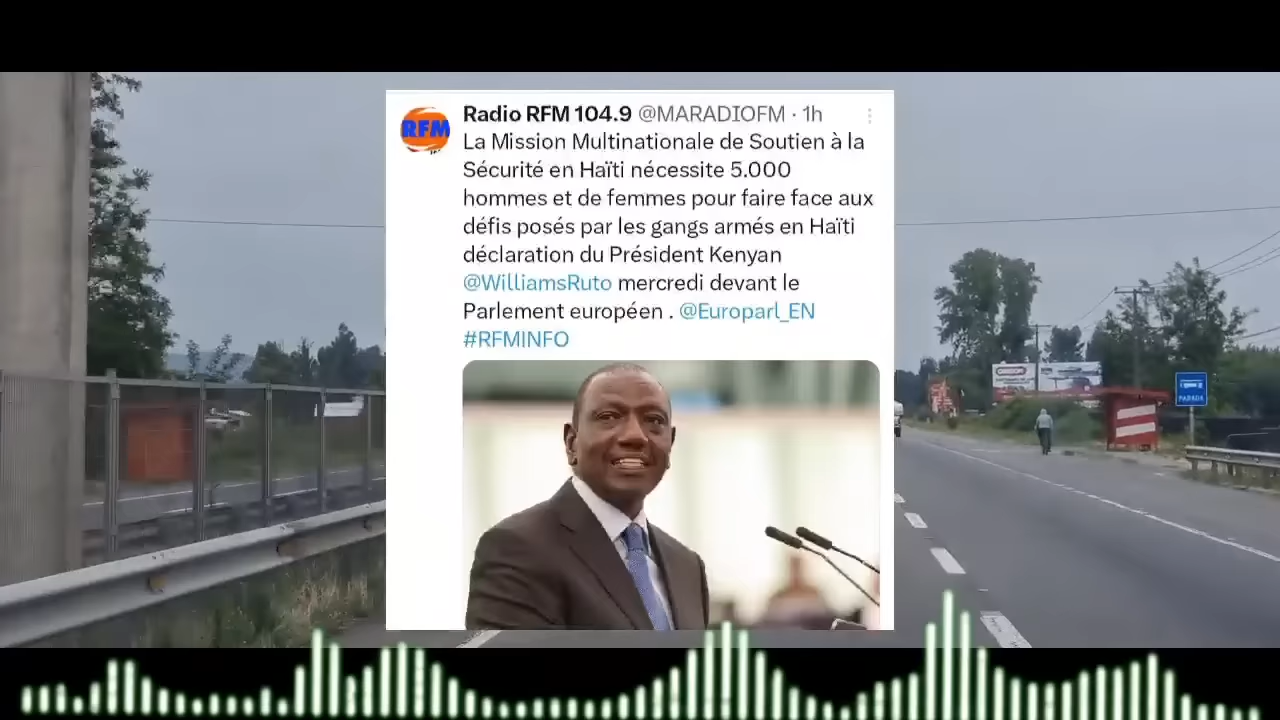 Radio RFM 104.9 @MARADIOFM · 1h
RFM
La Mission Multinationale de Soutien à la
Sécurité en Haïti nécessite 5.000
hommes et de femmes pour faire face aux
défis posés par les gangs armés en Haïti
déclaration du Président Kenyan
@WilliamsRuto mercredi devant le
Parlement européen . @Europarl_EN
#RFMINFO
PARADA